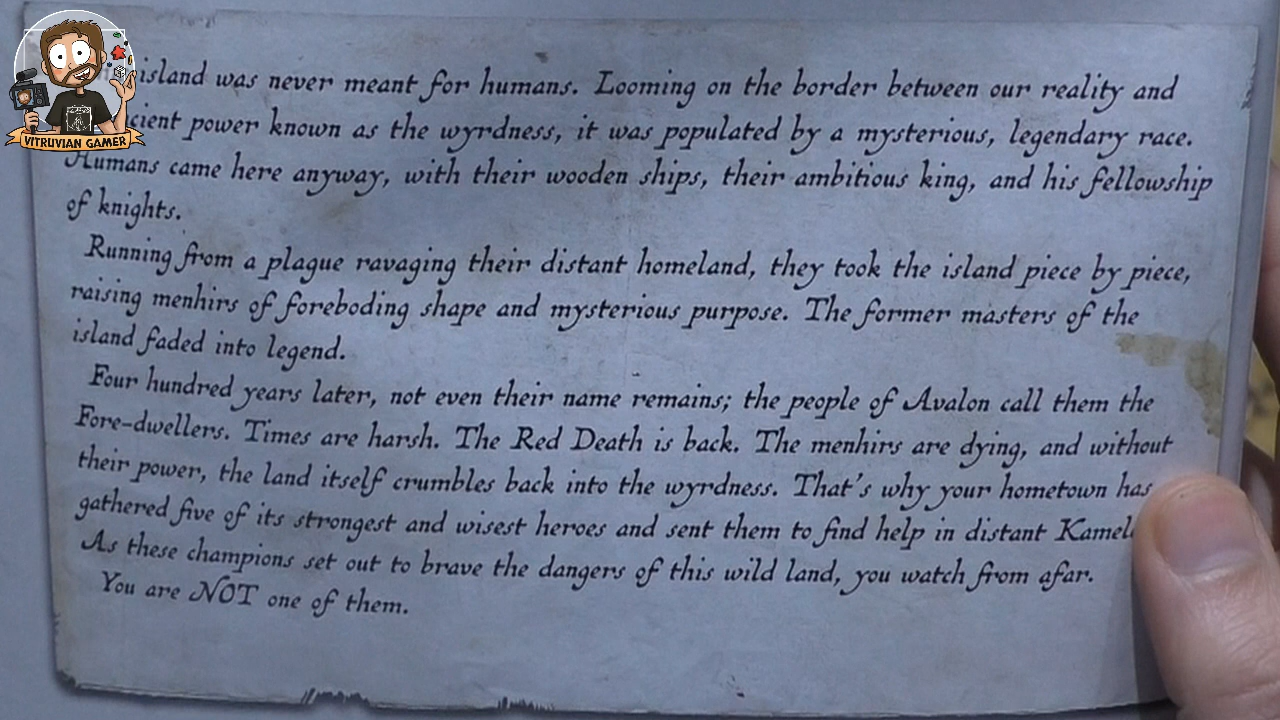 VITRUVIAN GAMER
island was never meant for humans. Looming on the border between our reality and
power known as the wyrdness, it was populated by a mysterious, legendary race.
Humans came here anyway, with their wooden ships, their ambitious king, and his fellowship
of knights.
Running from a plague ravaging their distant homeland, they took the island piece by piece,
raising menhirs of foreboding shape and mysterious purpose. The former masters of the
island faded into legend.
Four hundred years later, not even their name remains; the people of Avalon call them the
Fore-dwellers. Times are harsh. The Red Death is back. The menhirs are dying, and without
their power, the land itself crumbles back into the wyrdness. That's why your hometown has
gathered five of its strongest and wisest heroes and sent them to find help in distant
As these champions set out to brave the dangers of this wild land, you watch from afar.
You are NOT one of them.